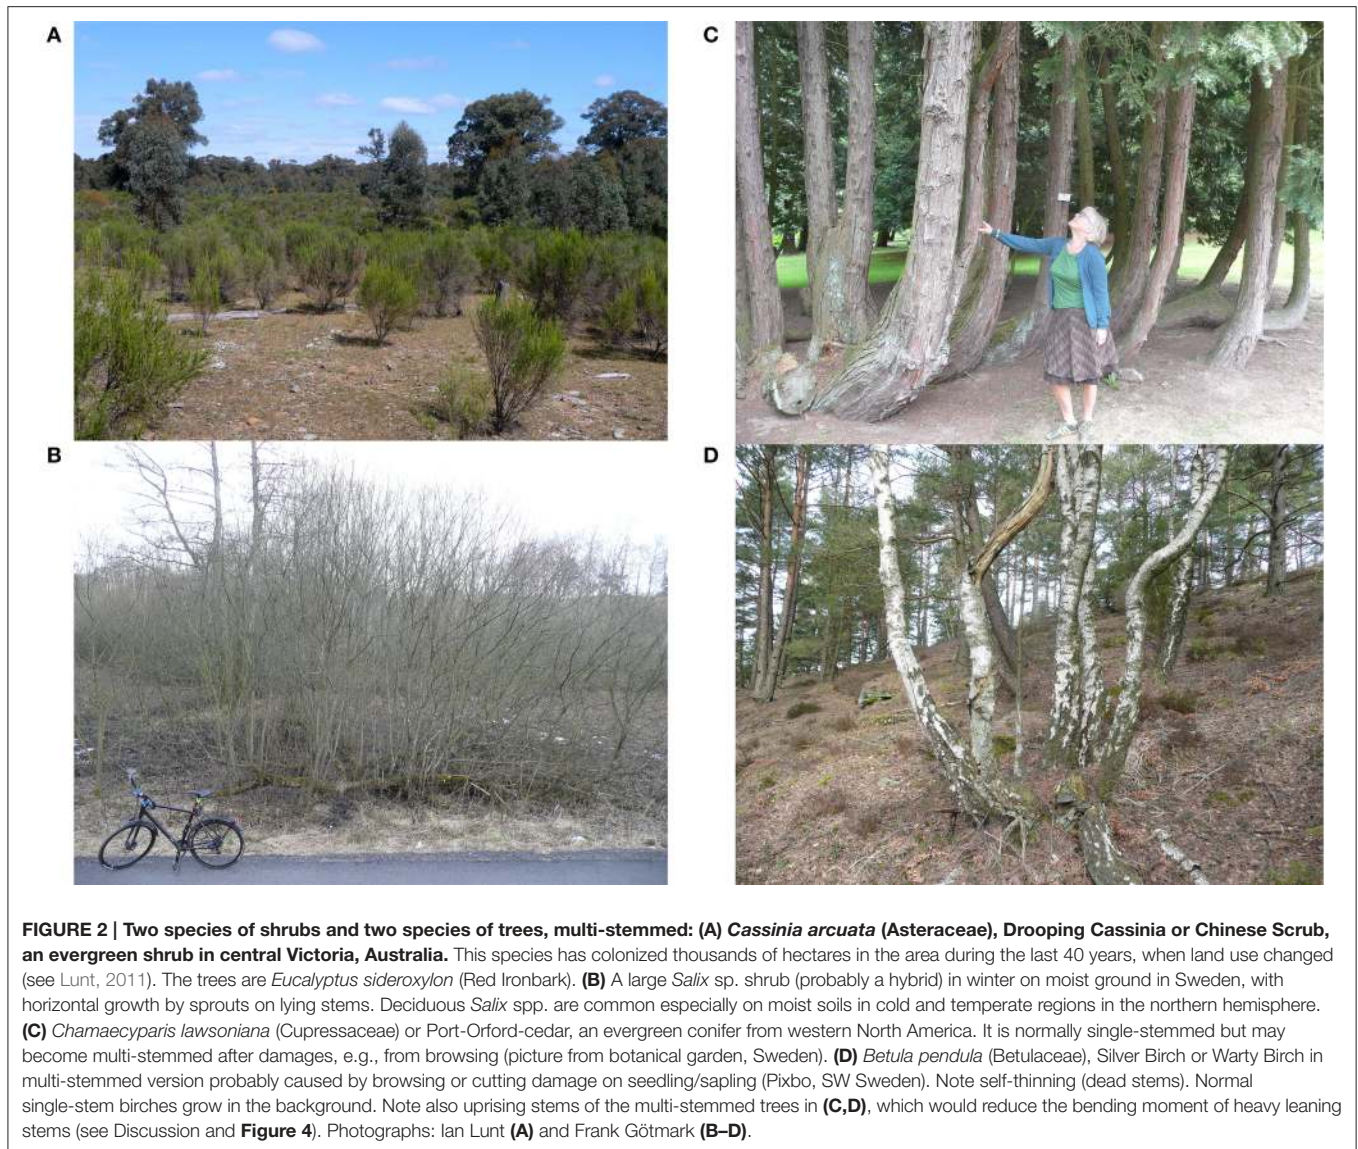 A
C
B
D
FIGURE 2 | Two species of shrubs and two species of trees, multi-stemmed: (A) Cassinia arcuata (Asteraceae), Drooping Cassinia or Chinese Scrub,
an evergreen shrub in central Victoria, Australia. This species has colonized thousands of hectares in the area during the last 40 years, when land use changed
(see Lunt, 2011). The trees are Eucalyptus sideroxylon (Red Ironbark). (B) A large Salix sp. shrub (probably a hybrid) in winter on moist ground in Sweden, with
horizontal growth by sprouts on lying stems. Deciduous Salix spp. are common especially on moist soils in cold and temperate regions in the northern hemisphere.
(C) Chamaecyparis lawsoniana (Cupressaceae) or Port-Orford-cedar, an evergreen conifer from western North America. It is normally single-stemmed but may
become multi-stemmed after damages, e.g., from browsing (picture from botanical garden, Sweden). (D) Betula pendula (Betulaceae), Silver Birch or Warty Birch in
multi-stemmed version probably caused by browsing or cutting damage on seedling/sapling (Pixbo, SW Sweden). Note self-thinning (dead stems). Normal
single-stem birches grow in the background. Note also uprising stems of the multi-stemmed trees in (C,D), which would reduce the bending moment of heavy leaning
stems (see Discussion and Figure 4). Photographs: Ian Lunt (A) and Frank Götmark (B–D).